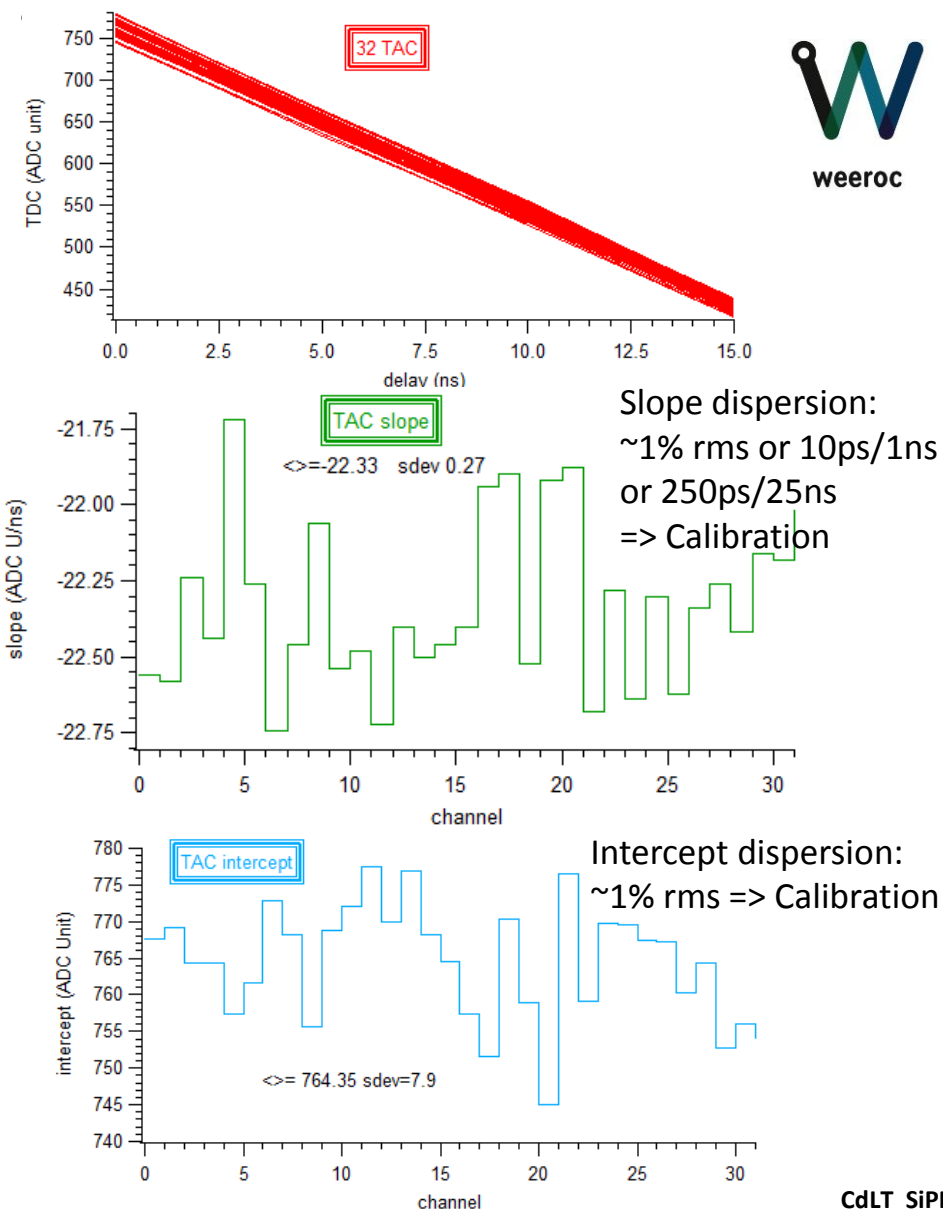 32 TAC
TDC (ADC unit)
750
700
650
600
550
500
450
0.0 2.5 5.0 7.5 10.0 12.5 15.0
delay (ns)
weeroc
TAC slope
<>=-22.33 sdev 0.27
slope (ADC U/ns)
-21.75
-22.00
-22.25
-22.50
-22.75
0 5 10 15 20 25 30
channel
Slope dispersion:
~1% rms or 10ps/1ns
or 250ps/25ns
=> Calibration
TAC intercept
intercept (ADC Unit)
780
775
770
765
760
755
750
745
740
<>= 764.35 sdev=7.9
0 5 10 15 20 25 30
channel
Intercept dispersion:
~1% rms => Calibration
CdLT